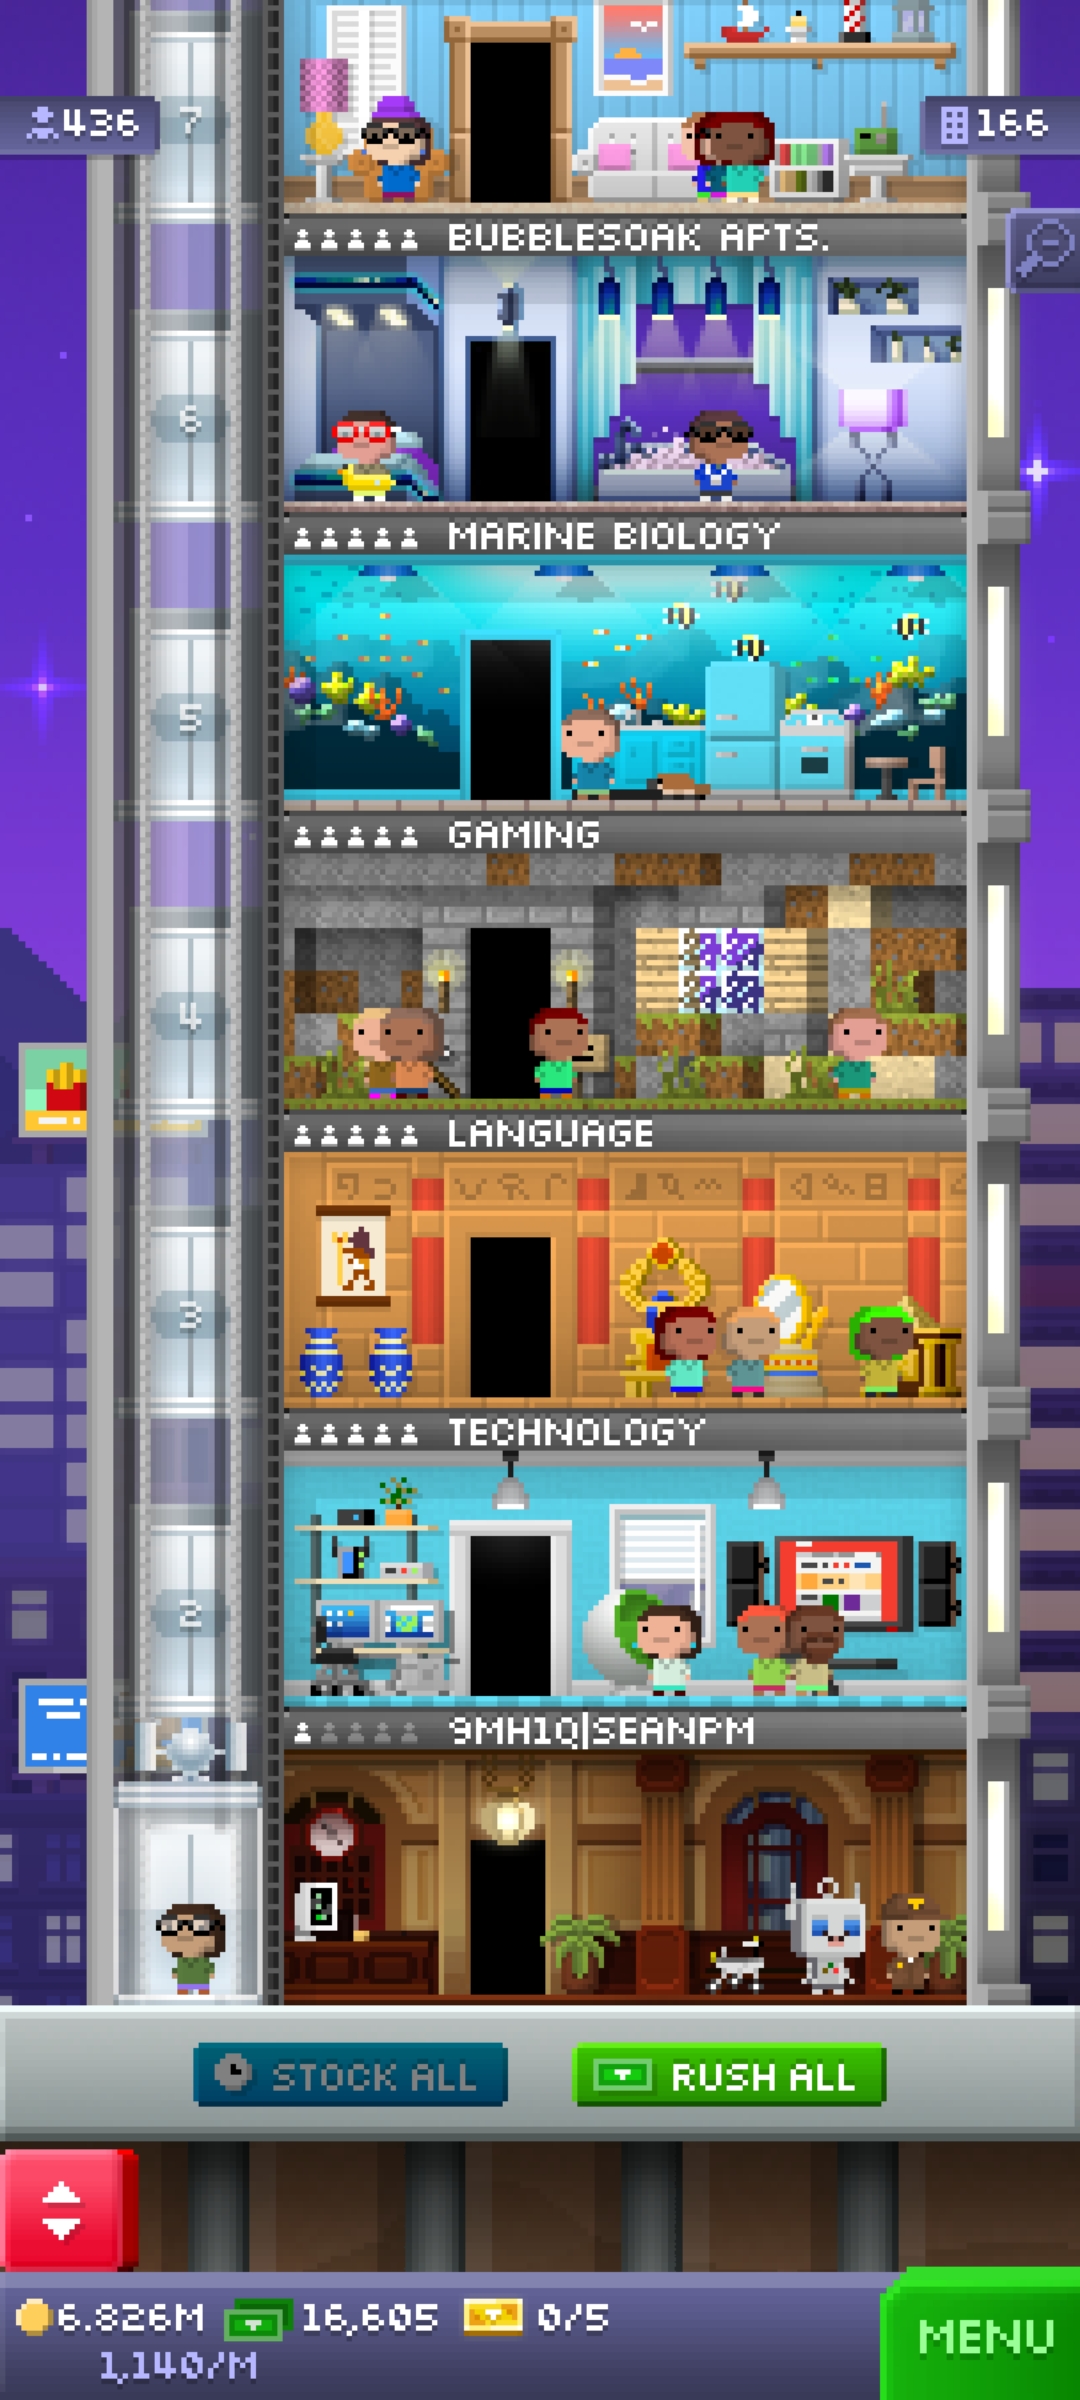 436
7
166
BUBBLESOAK APTS.
6
MARINE BIOLOGY
5
GAMING
4
LANGUAGE
3
TECHNOLOGY
2
9MH1Q|SEANPM
STOCK ALL
RUSH ALL
6.826M
16,605
0/5
1,140/M
MENU